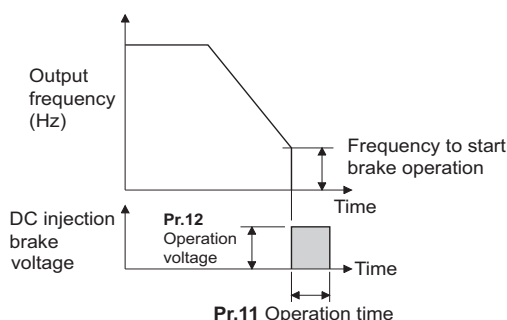 Output
frequency
(Hz)
Frequency to start
brake operation
Time
DC injection
brake
voltage
Pr.12
Operation
voltage
Time
Pr.11 Operation time